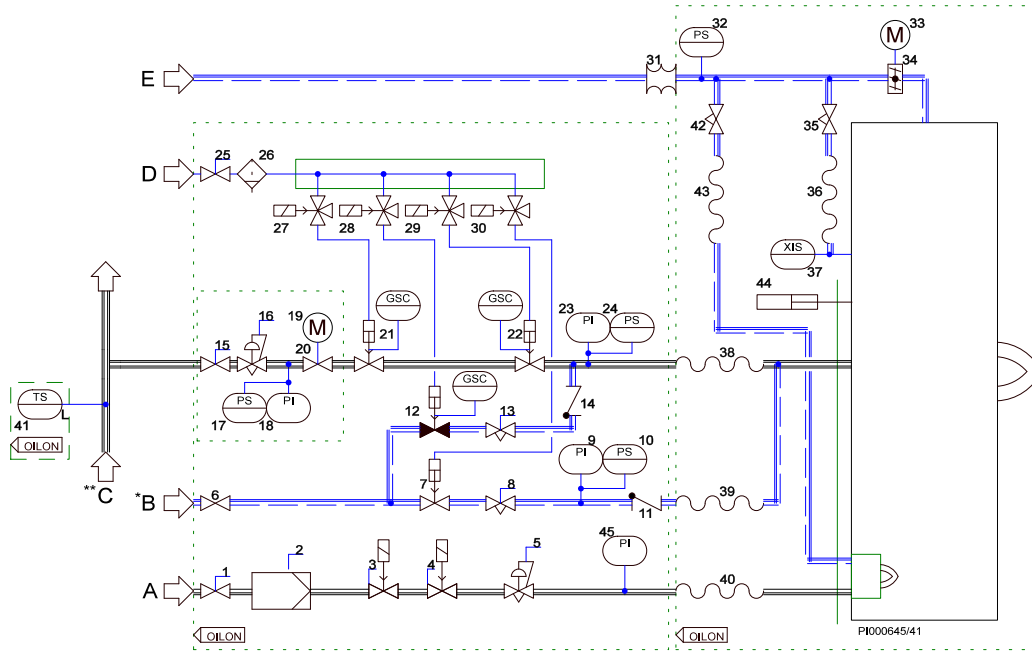 32
33
PS
M
31
34
E
42
35
25
26
D
43
36
27
28
29
30
XIS
37
44
GSC
GSC
16
19
M
21
22
23
24
PI
PS
15
20
38
TS
L
41
PS
PI
17
18
GSC
12
13
14
OILON
**C
9
10
PI
PS
*B
6
7
8
11
39
45
PI
2
5
1
3
4
A
40
OILON
OILON
PI000645/41